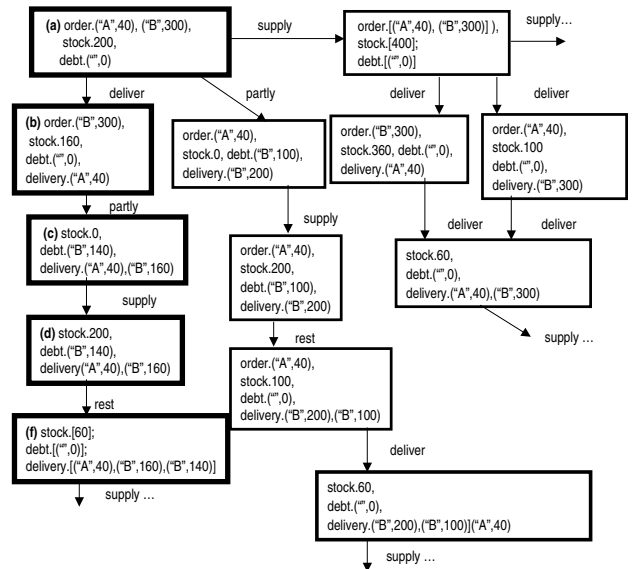 (a) order.("A",40), ("B",300),
stock.200,
debt.("",0)
supply
order.[("A",40), ("B",300)] ),
stock.[400];
debt.[("",0)]
supply…
deliver
partly
deliver
deliver
(b) order.("B",300),
stock.160,
debt.("",0),
delivery.("A",40)
order.("A",40),
stock.0, debt.("B",100),
delivery.("B",200)
order.("B",300),
stock.360, debt.("",0),
delivery.("A",40)
order.("A",40),
stock.100
debt.("",0),
delivery.("B",300)
partly
supply
deliver
deliver
(c) stock.0,
debt.("B",140),
delivery.("A",40),("B",160)
order.("A",40),
stock.200,
debt.("B",100),
delivery.("B",200)
stock.60,
debt.("",0),
delivery.("A",40),("B",300)
supply
supply …
(d) stock.200,
debt.("B",140),
delivery("A",40),("B",160)
rest
rest
order.("A",40),
stock.100,
debt.("",0),
delivery.("B",200),("B",100)
(f) stock.[60];
debt.[("",0)];
delivery.[("A",40),("B",160),("B",140)]
deliver
supply …
stock.60,
debt.("",0),
delivery.("B",200),("B",100)]("A",40)
supply …